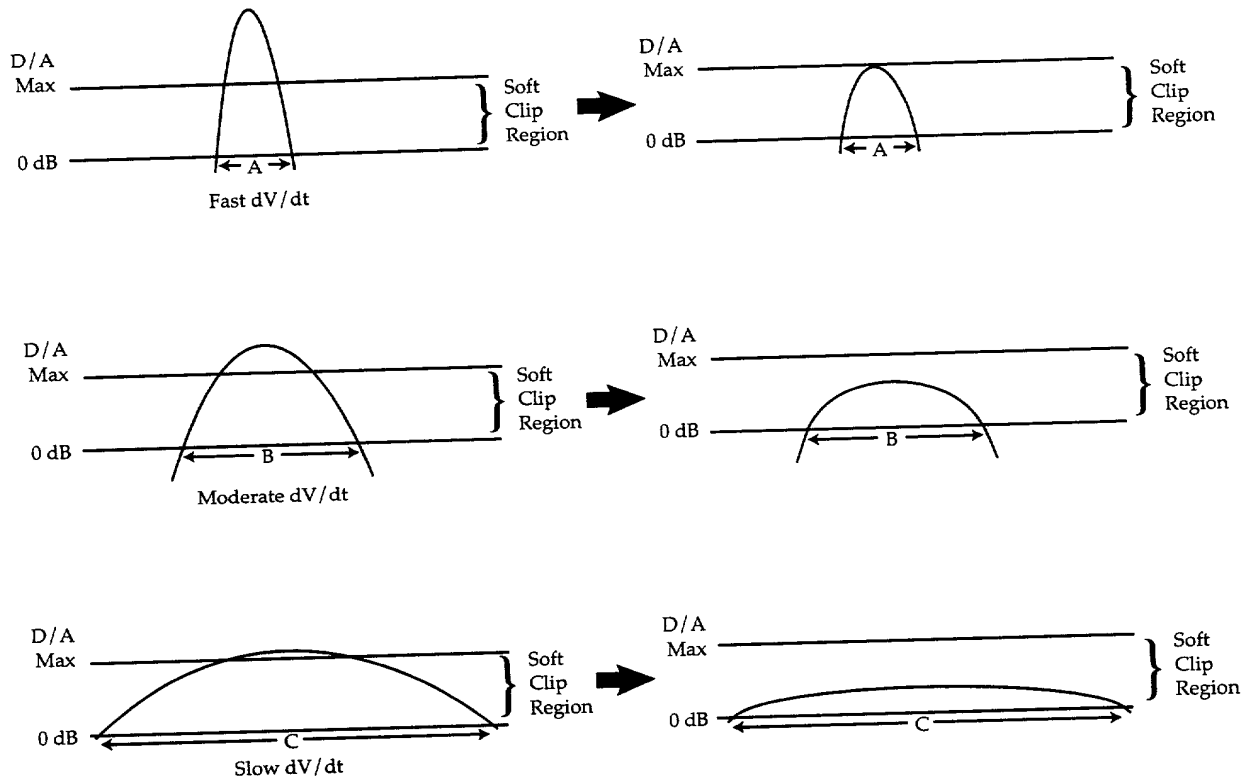 D/A
Max
0 dB
A
Fast dV/dt
Soft
Clip
Region
D/A
Max
0 dB
A
Soft
Clip
Region
D/A
Max
0 dB
B
Moderate dV/dt
Soft
Clip
Region
D/A
Max
0 dB
B
Soft
Clip
Region
D/A
Max
0 dB
C
Slow dV/dt
Soft
Clip
Region
D/A
Max
0 dB
C
Soft
Clip
Region